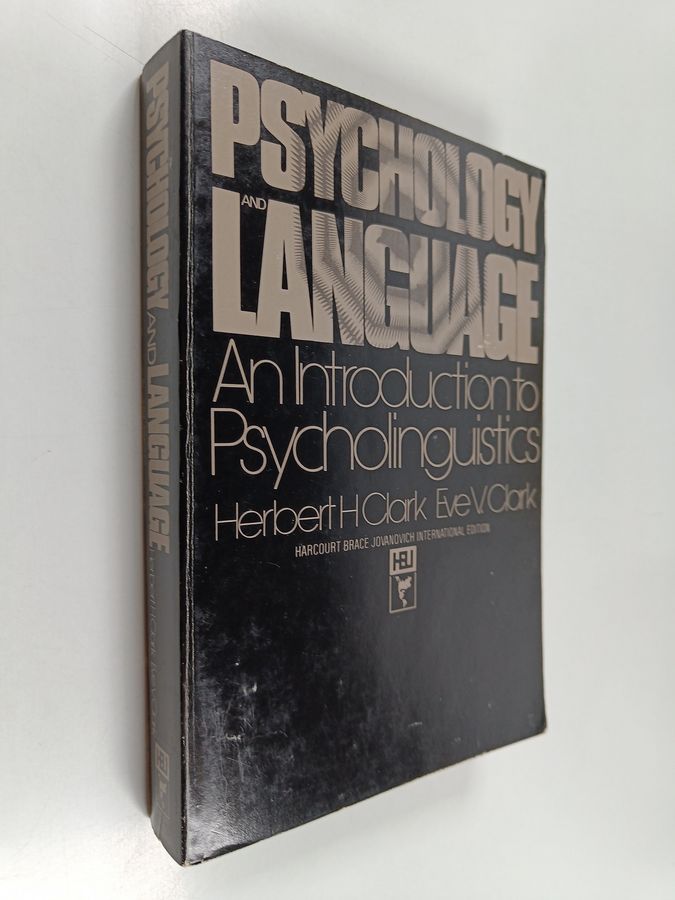 PSYCHOLOGY
AND
LANGUAGE
An Introduction to
Psycholinguistics
Herbert H Clark Eve V. Clark
HARCOURT BRACE JOVANOVICH INTERNATIONAL EDITION
HBJ
PSYCHOLOGY AND LANGUAGE
HBJ